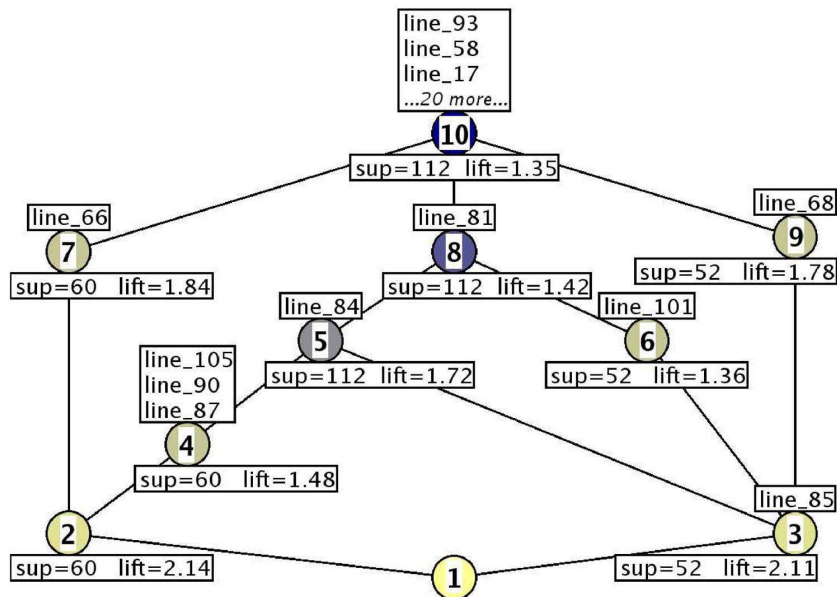 line_93
line_58
line_17
...20 more...
10
sup=112 lift=1.35
line_66
7
sup=60 lift=1.84
line_81
8
sup=112 lift=1.42
line_68
9
sup=52 lift=1.78
line_84
5
sup=112 lift=1.72
line_101
6
sup=52 lift=1.36
line_105
line_90
line_87
4
sup=60 lift=1.48
2
sup=60 lift=2.14
line_85
3
sup=52 lift=2.11
1